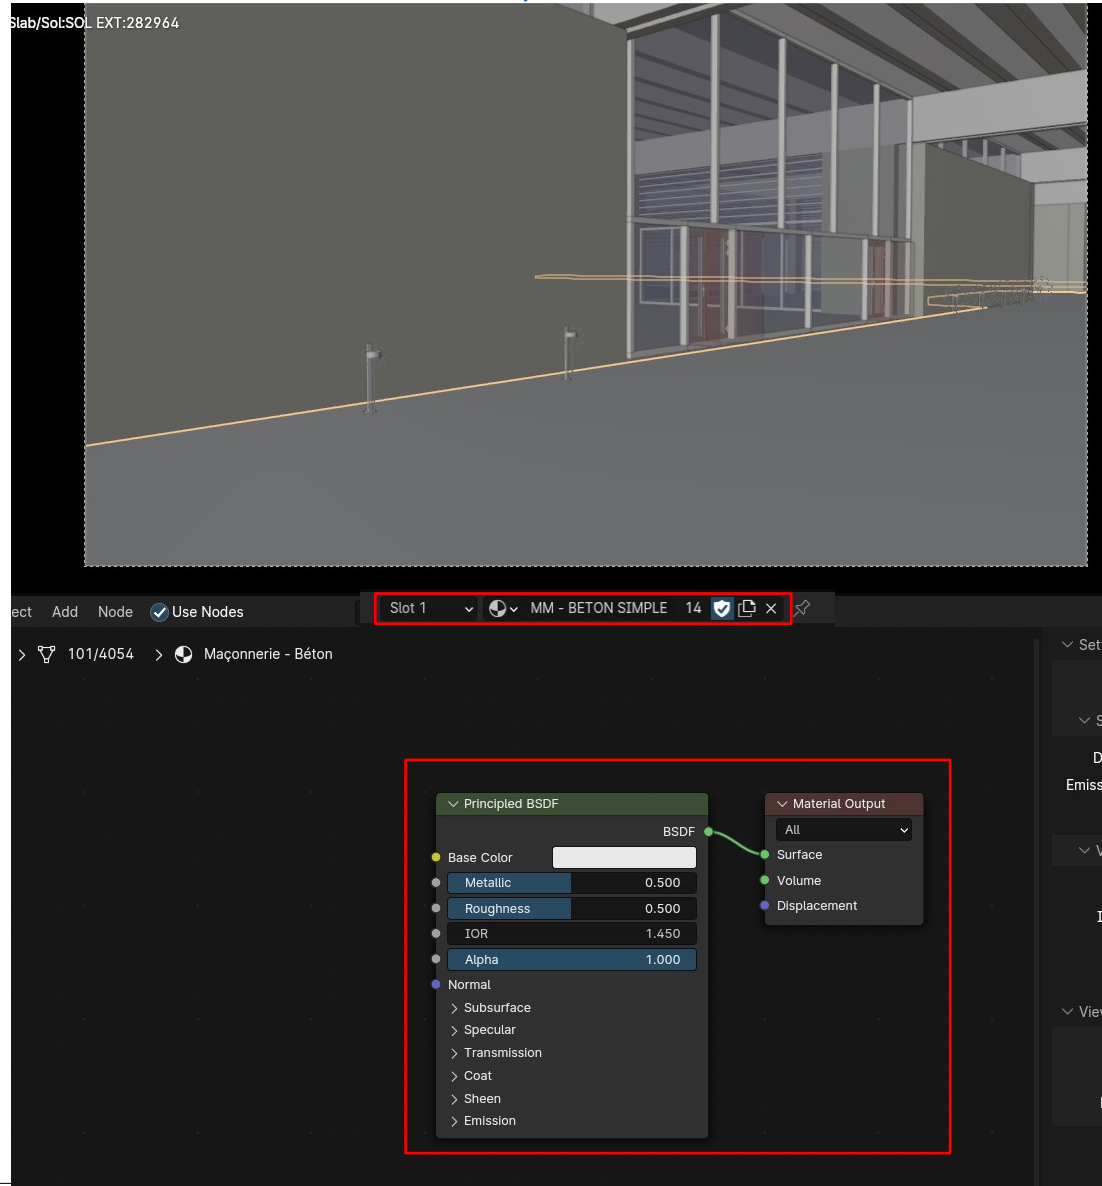 Slab/Sol:SOL EXT:282964
ect Add Node Use Nodes Slot 1 MM - BETON SIMPLE 14
101/4054 Maçonnerie - Béton
Set
S
D
Emiss
V
I
View
Principled BSDF
BSDF
Base Color
Metallic 0.500
Roughness 0.500
IOR 1.450
Alpha 1.000
Normal
Subsurface
Specular
Transmission
Coat
Sheen
Emission
Material Output
All
Surface
Volume
Displacement